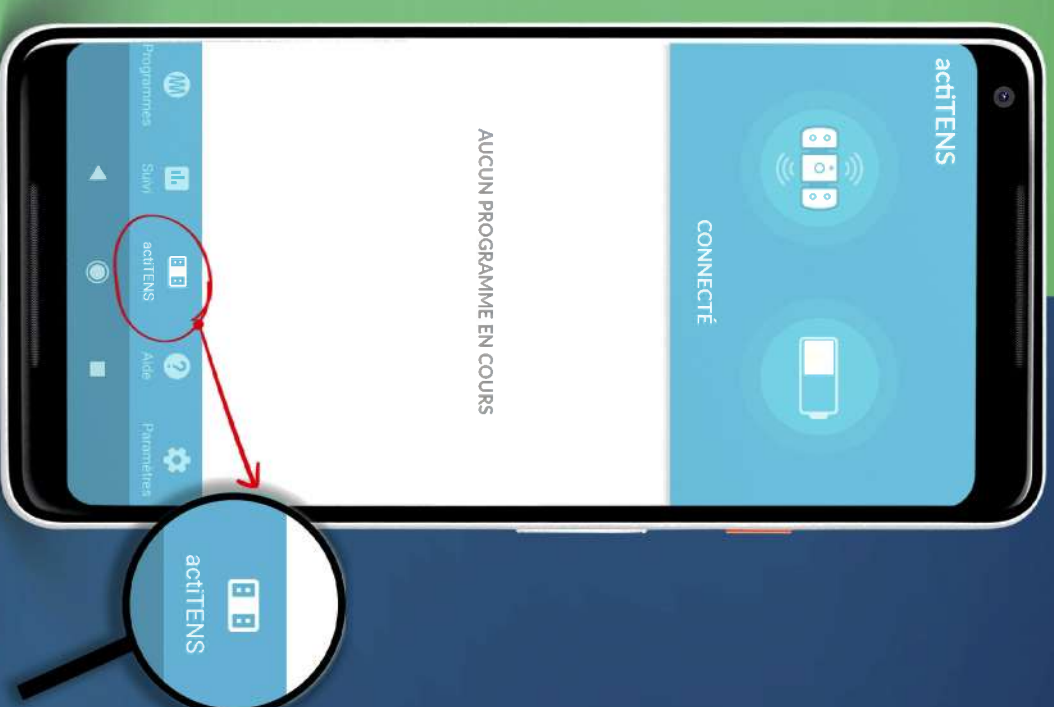 actiTENS
CONNECTÉ
AUCUN PROGRAMME EN COURS
Programmes
Suivi
actiTENS
Aide
Paramètres
actiTENS